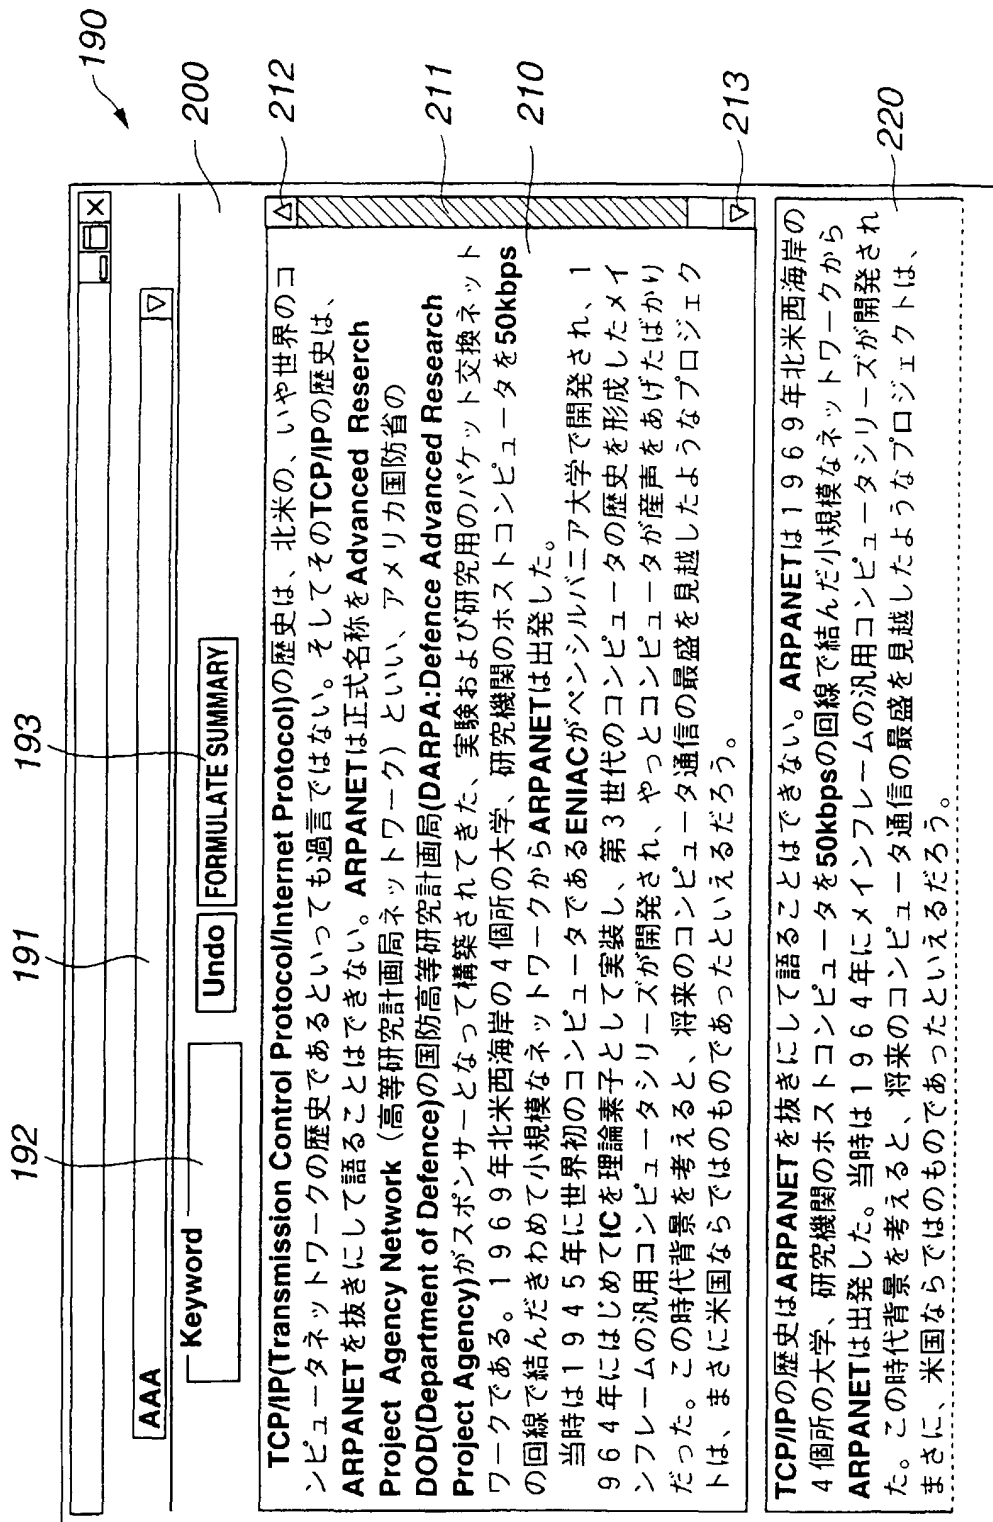 190
193
191
192
AAA
Keyword
Undo
FORMULATE SUMMARY
200
212
TCP/IP(Transmission Control Protocol/Internet Protocol)の歴史は、北米の、いや世界のコ
ンピュータネットワークの歴史であるといっても過言ではない。そしてそのTCP/IPの歴史は、
ARPANETを抜きにして語ることはできない。ARPANETは正式名称をAdvanced Reserch
Project Agency Network（高等研究計画局ネットワーク）といい、アメリカ国防省の
DOD(Department of Defence)の国防高等研究計画局(DARPA:Defence Advanced Research
Project Agency)がスポンサーとなって構築されてきた、実験および研究用のパケット交換ネット
ワークである。１９６９年北米西海岸の４個所の大学、研究機関のホストコンピュータを50kbps
の回線で結んだきわめて小規模なネットワークからARPANETは出発した。
当時は１９４５年に世界初のコンピュータであるENIACがペンシルバニア大学で開発され、１
９６４年にはじめてICを理論素子として実装し、第３世代のコンピュータの歴史を形成したメイ
ンフレームの汎用コンピュータシリーズが開発され、やっとコンピュータが産声をあげたばかり
だった。この時代背景を考えると、将来のコンピュータ通信の最盛を見越したようなプロジェク
トは、まさに米国ならではのものであったといえるだろう。
211
210
213
TCP/IPの歴史はARPANETを抜きにして語ることはできない。ARPANETは１９６９年北米西海岸の
４個所の大学、研究機関のホストコンピュータを50kbpsの回線で結んだ小規模なネットワークから
ARPANETは出発した。当時は１９６４年にメインフレームの汎用コンピュータシリーズが開発され
た。この時代背景を考えると、将来のコンピュータ通信の最盛を見越したようなプロジェクトは、
まさに、米国ならではのものであったといえるだろう。
220